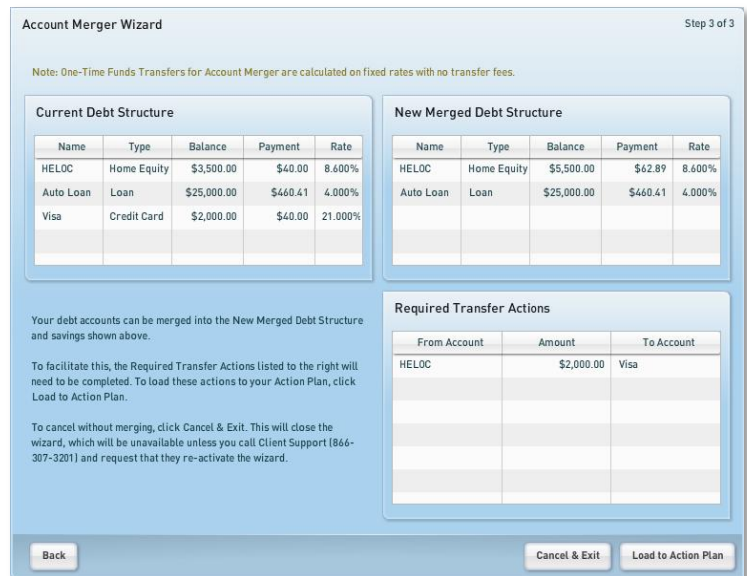 Account Merger Wizard
Step 3 of 3
Note: One-Time Funds Transfers for Account Merger are calculated on fixed rates with no transfer fees.
Current Debt Structure
Name Type Balance Payment Rate
HELOC Home Equity $3,500.00 $40.00 8.600%
Auto Loan Loan $25,000.00 $460.41 4.000%
Visa Credit Card $2,000.00 $40.00 21.000%
New Merged Debt Structure
Name Type Balance Payment Rate
HELOC Home Equity $5,500.00 $62.89 8.600%
Auto Loan Loan $25,000.00 $460.41 4.000%
Your debt accounts can be merged into the New Merged Debt Structure
and savings shown above.
To facilitate this, the Required Transfer Actions listed to the right will
need to be completed. To load these actions to your Action Plan, click
Load to Action Plan.
To cancel without merging, click Cancel & Exit. This will close the
wizard, which will be unavailable unless you call Client Support (866-
307-3201) and request that they re-activate the wizard.
Required Transfer Actions
From Account Amount To Account
HELOC $2,000.00 Visa
Back
Cancel & Exit
Load to Action Plan